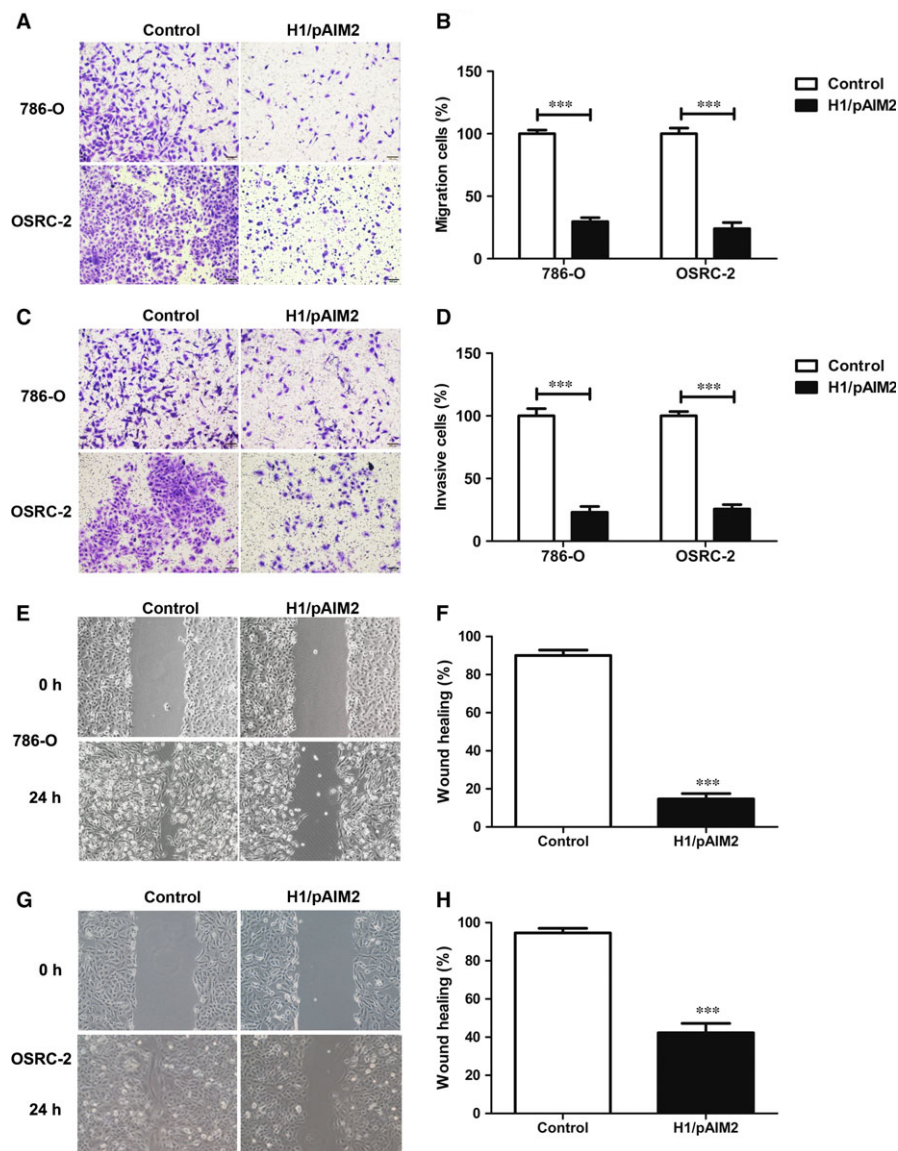 A
Control
H1/pAIM2
786-O
OSRC-2
B
Migration cells (%)
150
100
50
0
***
***
786-O
OSRC-2
Control
H1/pAIM2
C
Control
H1/pAIM2
786-O
OSRC-2
D
Invasive cells (%)
150
100
50
0
***
***
786-O
OSRC-2
Control
H1/pAIM2
E
Control
H1/pAIM2
0 h
786-O
24 h
F
Wound healing (%)
100
80
60
40
20
0
***
Control
H1/pAIM2
G
Control
H1/pAIM2
0 h
OSRC-2
24 h
H
Wound healing (%)
100
80
60
40
20
0
***
Control
H1/pAIM2